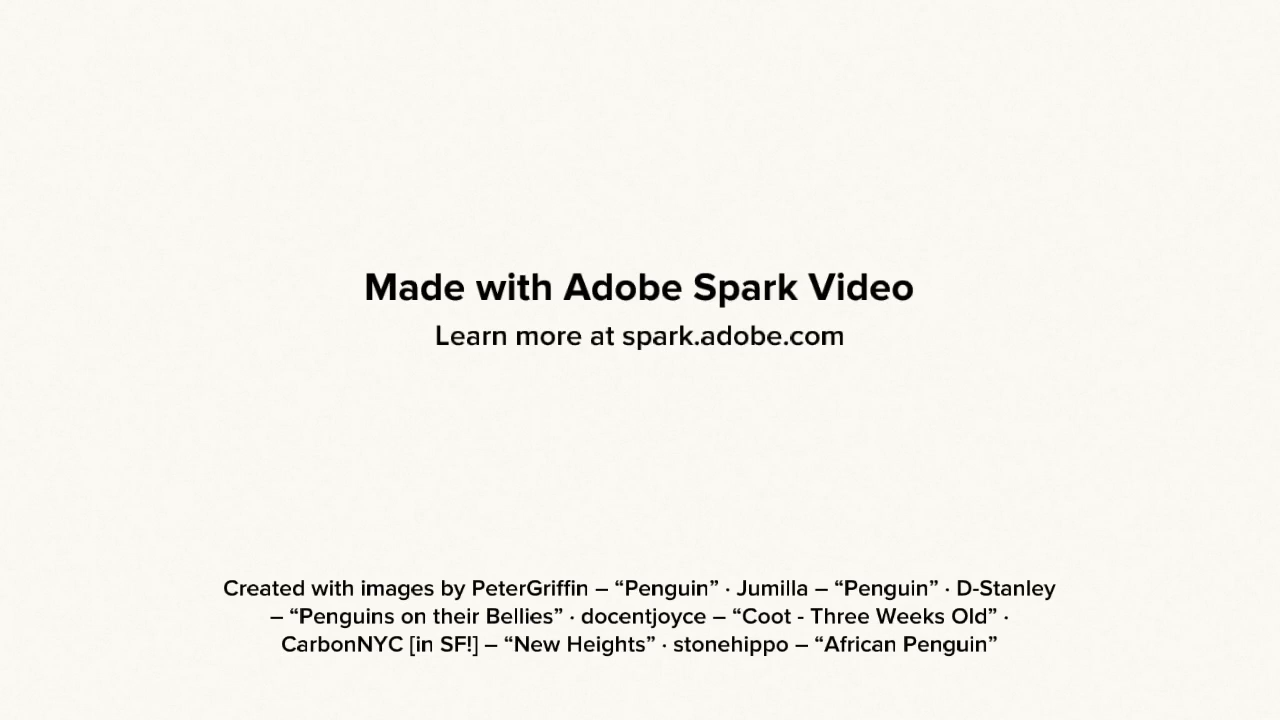 Made with Adobe Spark Video
Learn more at spark.adobe.com
Created with images by PeterGriffin – “Penguin” · Jumilla – “Penguin” · D-Stanley
– “Penguins on their Bellies” · docentjoyce – “Coot - Three Weeks Old” ·
CarbonNYC [in SF!] – “New Heights” · stonehippo – “African Penguin”